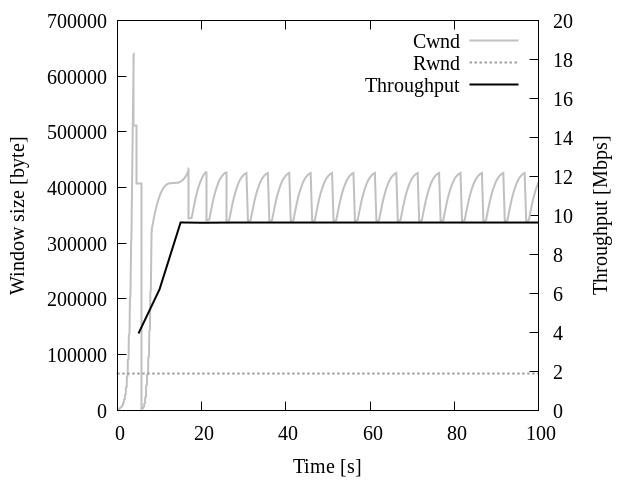 700000
600000
500000
400000
300000
200000
100000
0
Window size [byte]
Cwnd
Rwnd
Throughput
20
18
16
14
12
10
8
6
4
2
0
Throughput [Mbps]
0 20 40 60 80 100
Time [s]